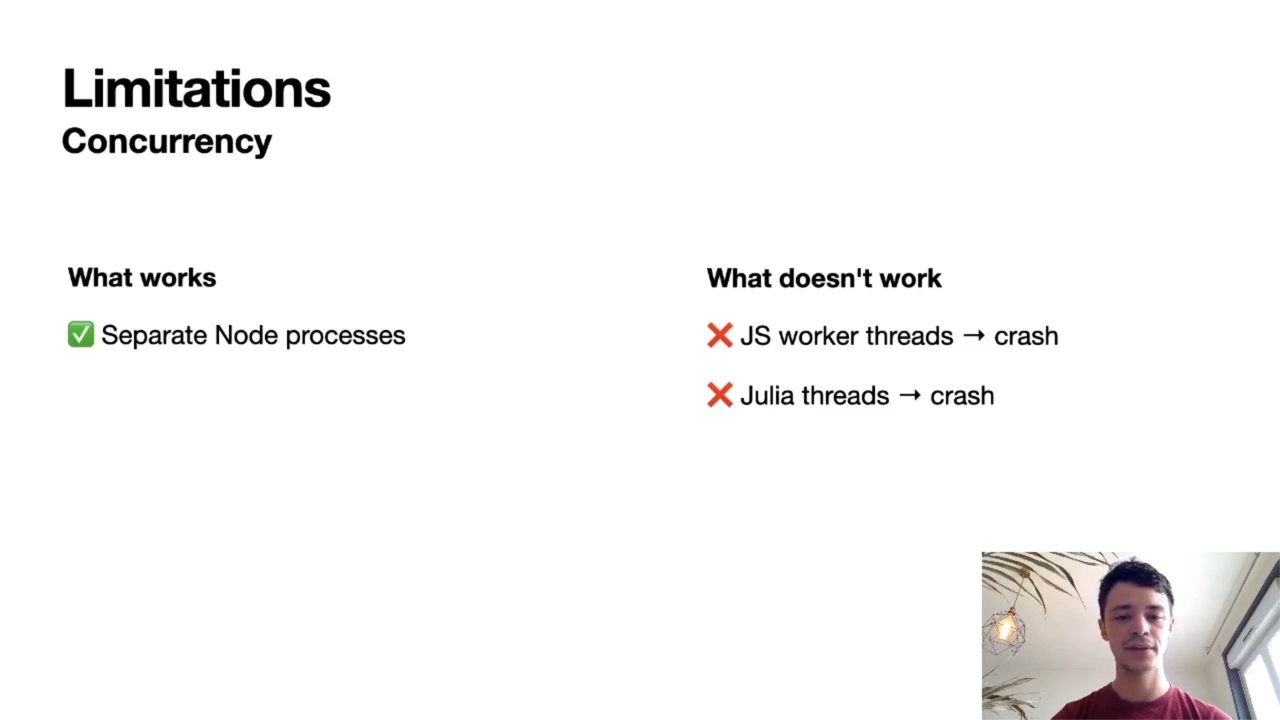 Limitations
Concurrency
What works
✅ Separate Node processes
What doesn't work
❌ JS worker threads → crash
❌ Julia threads → crash